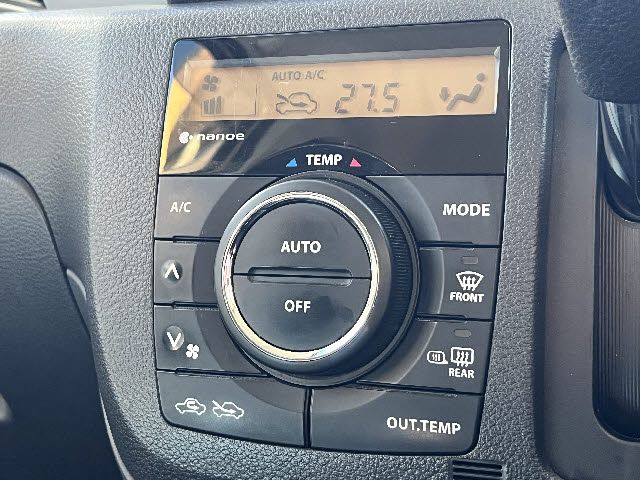 AUTO A/C
27.5
nanoe
TEMP
A/C
MODE
AUTO
OFF
FRONT
REAR
OUT.TEMP